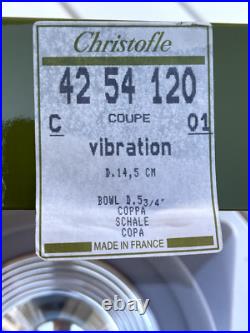 Christofle
42 54 120
C COUPE 01
vibration
D.14,5 CM
BOWL D.5 3/4"
COPPA
SCHALE
COPA
MADE IN FRANCE